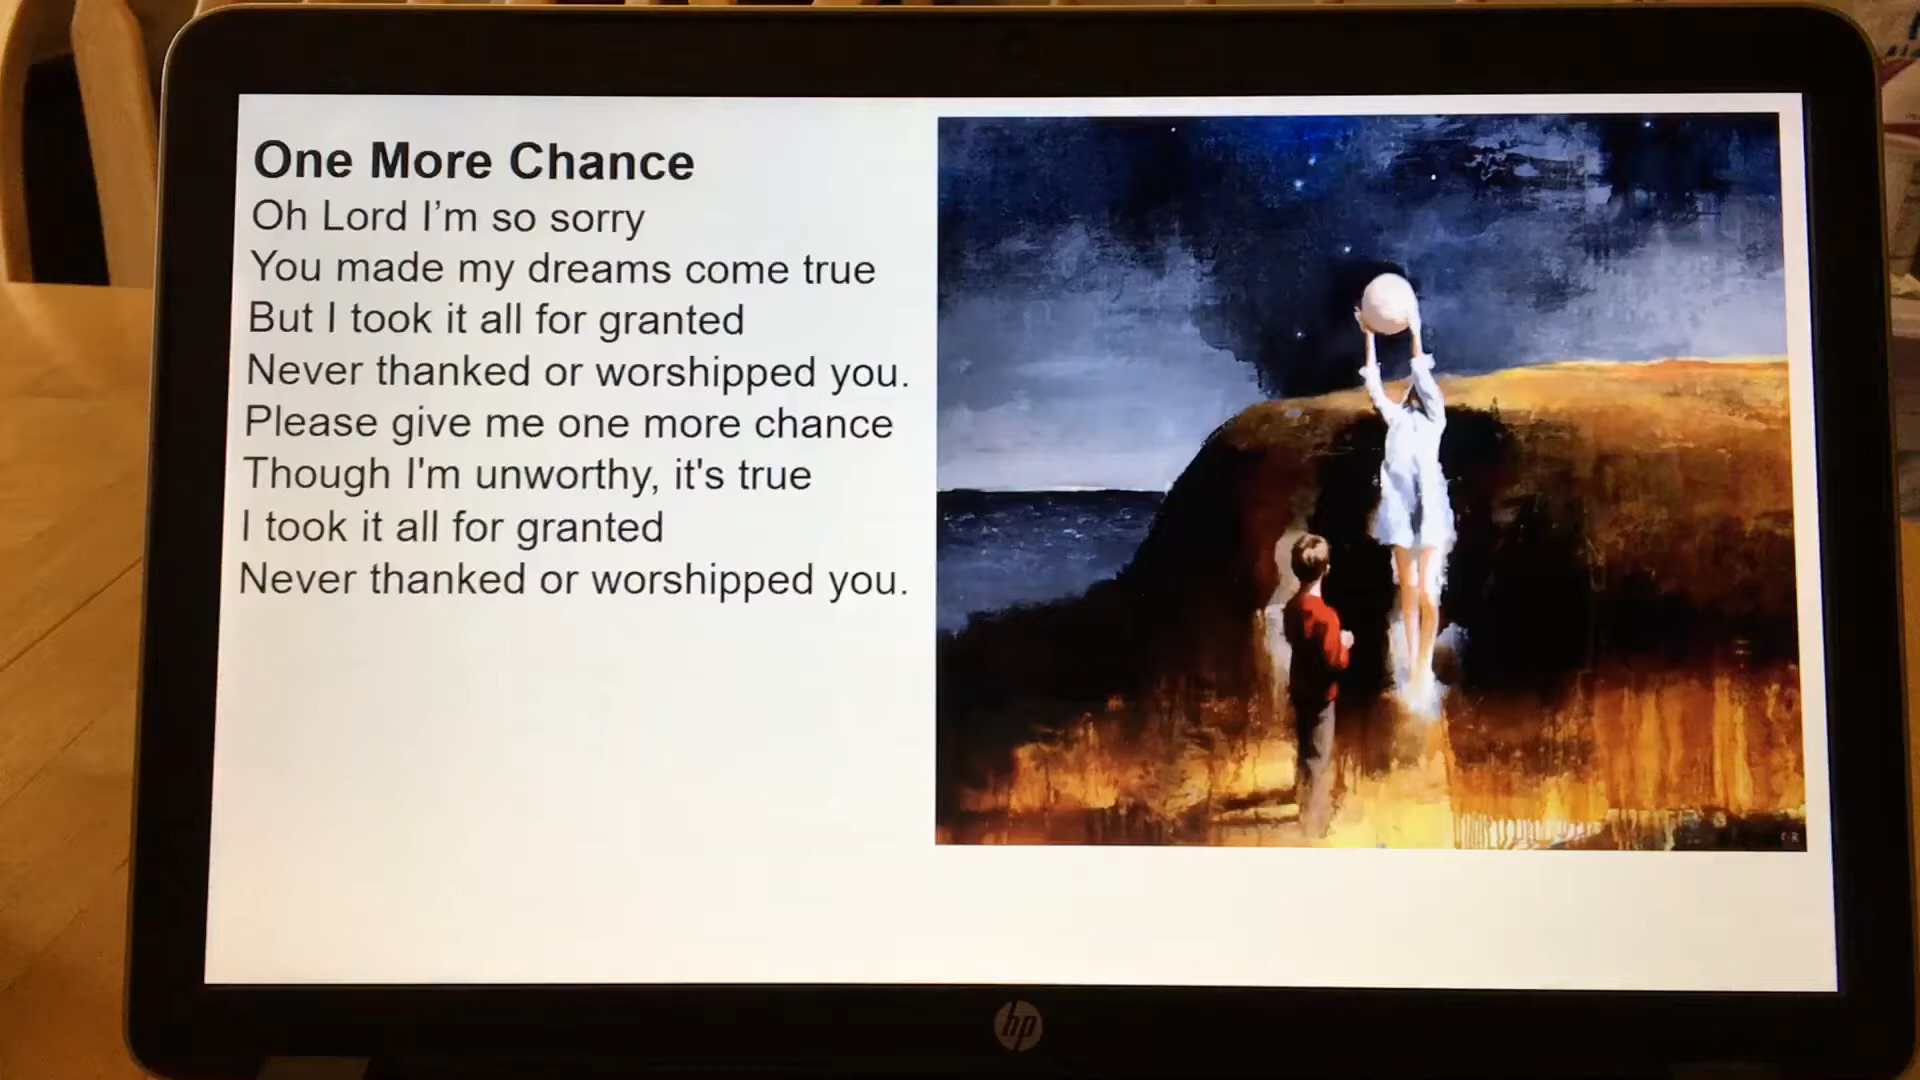 One More Chance
Oh Lord I’m so sorry
You made my dreams come true
But I took it all for granted
Never thanked or worshipped you.
Please give me one more chance
Though I'm unworthy, it's true
I took it all for granted
Never thanked or worshipped you.
hp